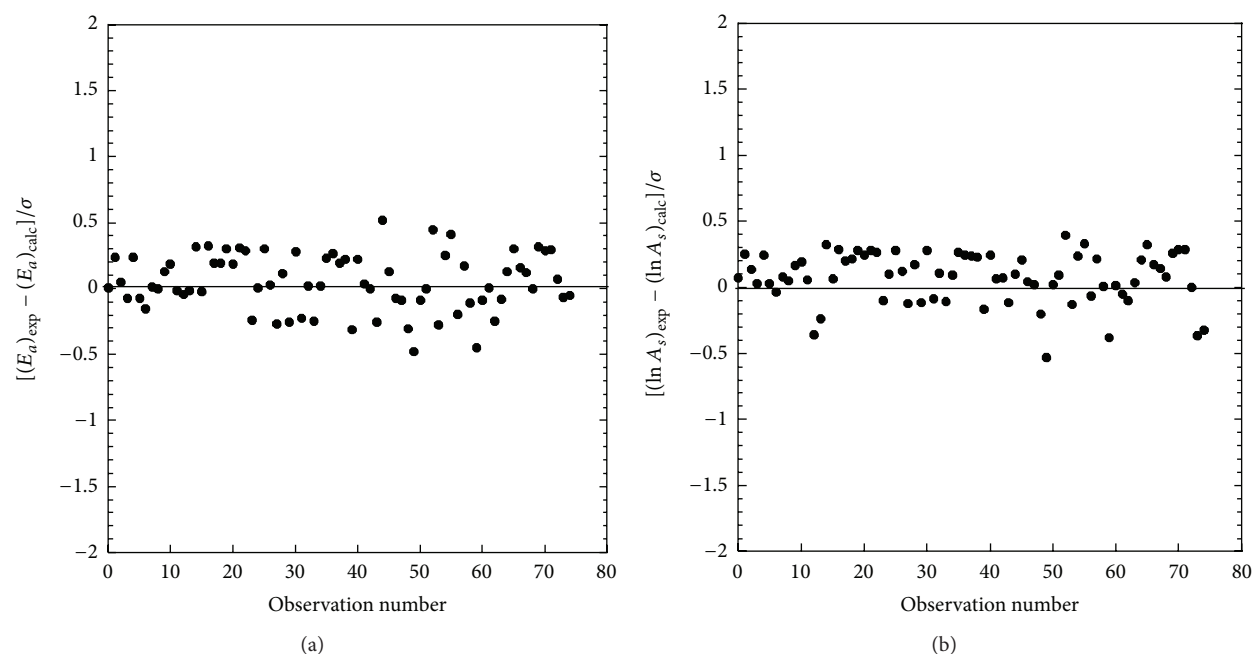 2
1.5
1
0.5
0
−0.5
−1
−1.5
−2
[(E_a)_exp − (E_a)_calc]/σ
0 10 20 30 40 50 60 70 80
Observation number
(a)
2
1.5
1
0.5
0
−0.5
−1
−1.5
−2
[(ln A_s)_exp − (ln A_s)_calc]/σ
0 10 20 30 40 50 60 70 80
Observation number
(b)